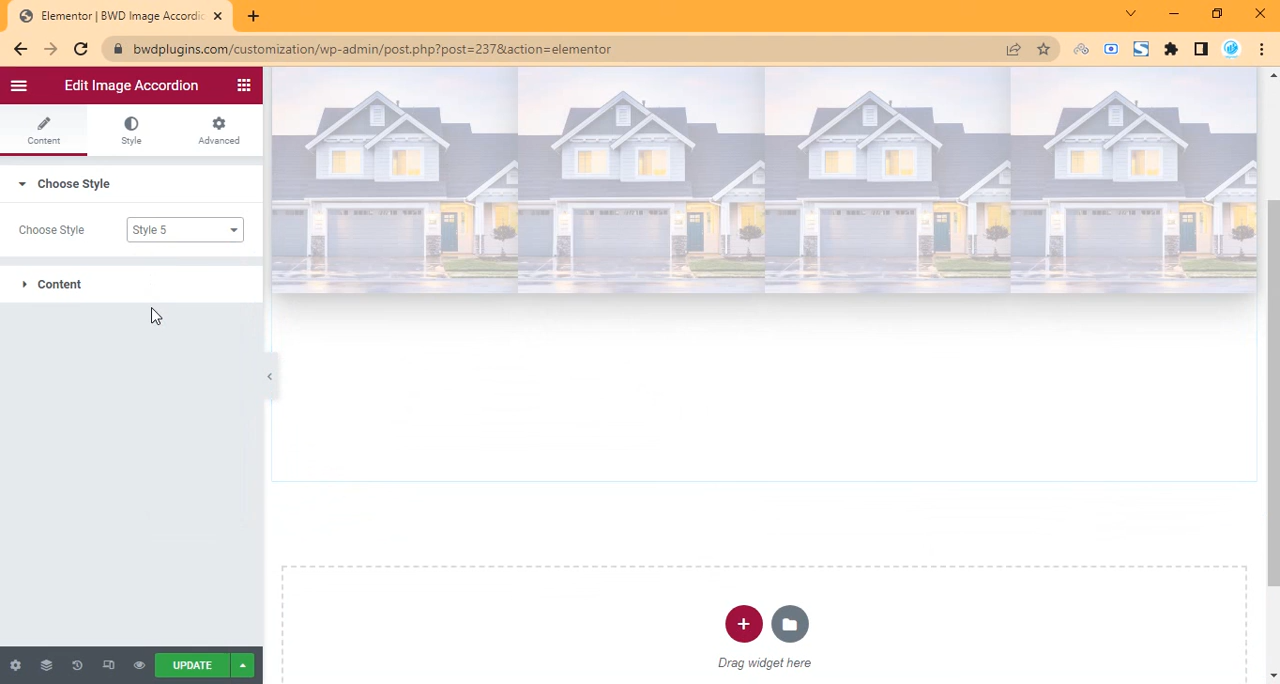 Elementor | BWD Image Accordic
bwdplugins.com/customization/wp-admin/post.php?post=237&action=elementor
Edit Image Accordion
Content
Style
Advanced
Choose Style
Choose Style
Style 5
Content
UPDATE
Drag widget here